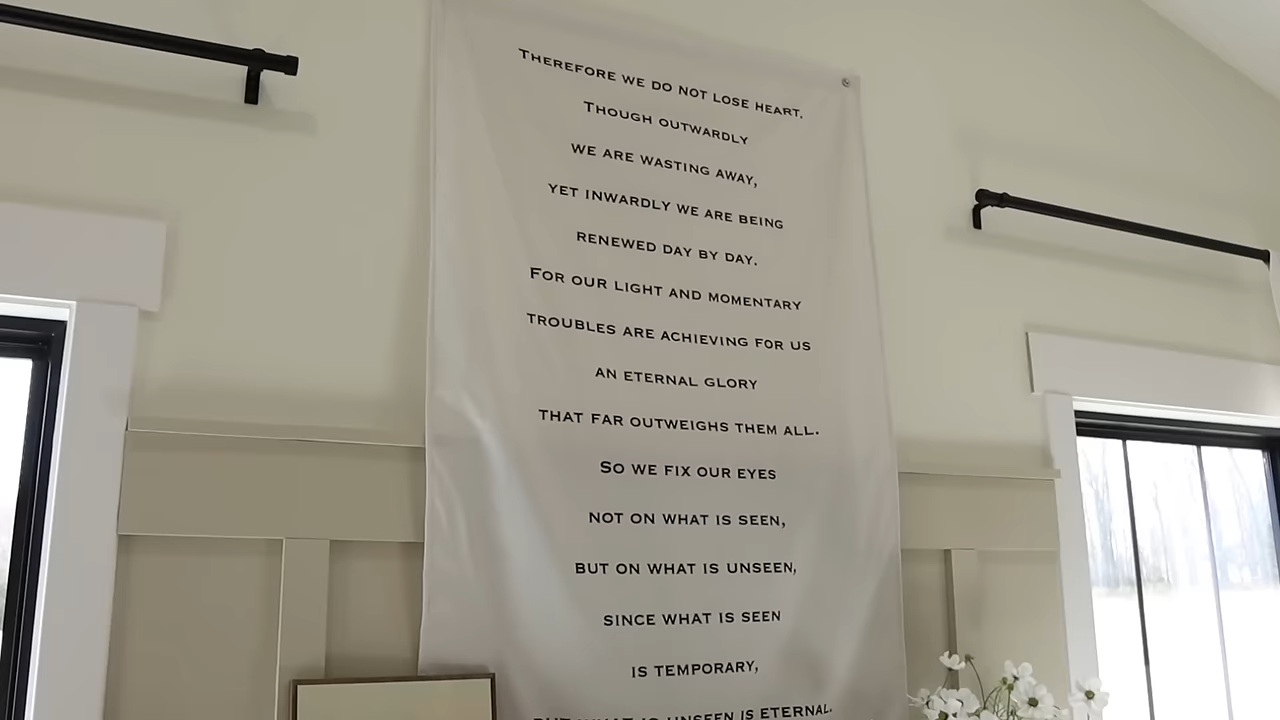 THEREFORE WE DO NOT LOSE HEART.
THOUGH OUTWARDLY
WE ARE WASTING AWAY,
YET INWARDLY WE ARE BEING
RENEWED DAY BY DAY.
FOR OUR LIGHT AND MOMENTARY
TROUBLES ARE ACHIEVING FOR US
AN ETERNAL GLORY
THAT FAR OUTWEIGHS THEM ALL.
SO WE FIX OUR EYES
NOT ON WHAT IS SEEN,
BUT ON WHAT IS UNSEEN,
SINCE WHAT IS SEEN
IS TEMPORARY,
BUT WHAT IS UNSEEN IS ETERNAL.